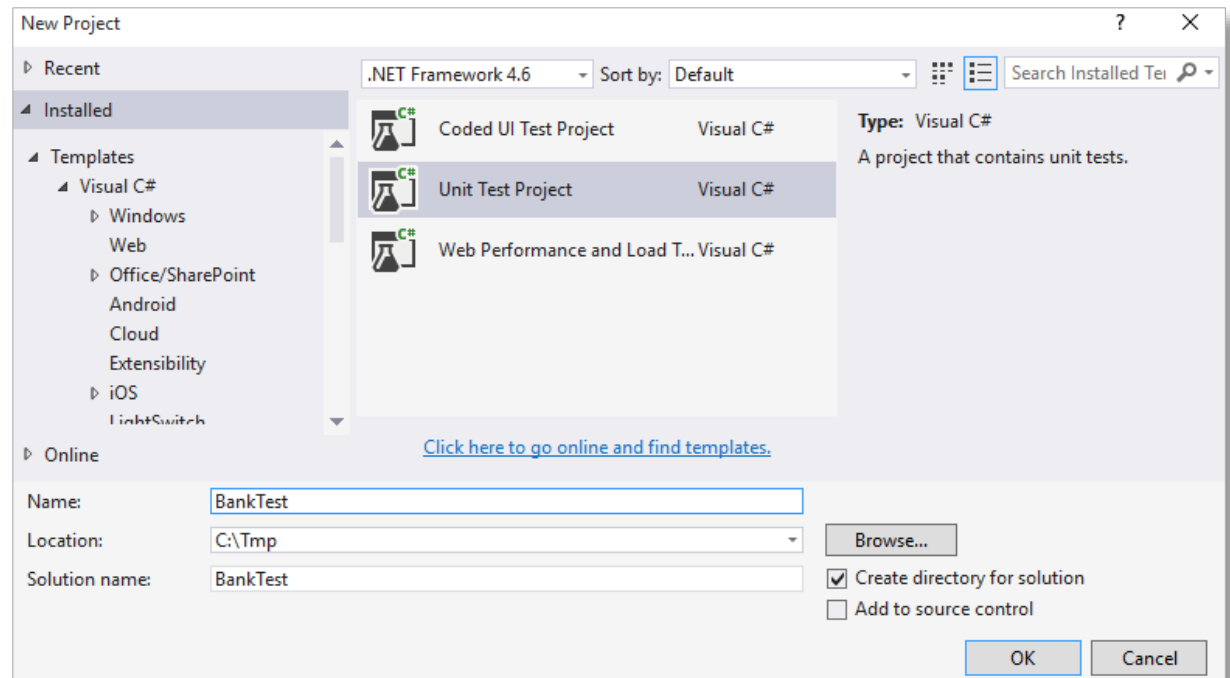 New Project ? ×
Recent
Installed
Templates
Visual C#
Windows
Web
Office/SharePoint
Android
Cloud
Extensibility
iOS
LightSwitch
Online
.NET Framework 4.6 Sort by: Default Search Installed Te
C# Coded UI Test Project Visual C#
C# Unit Test Project Visual C#
C# Web Performance and Load T... Visual C#
Click here to go online and find templates.
Type: Visual C#
A project that contains unit tests.
Name: BankTest
Location: C:\Tmp Browse...
Solution name: BankTest Create directory for solution
Add to source control
OK Cancel